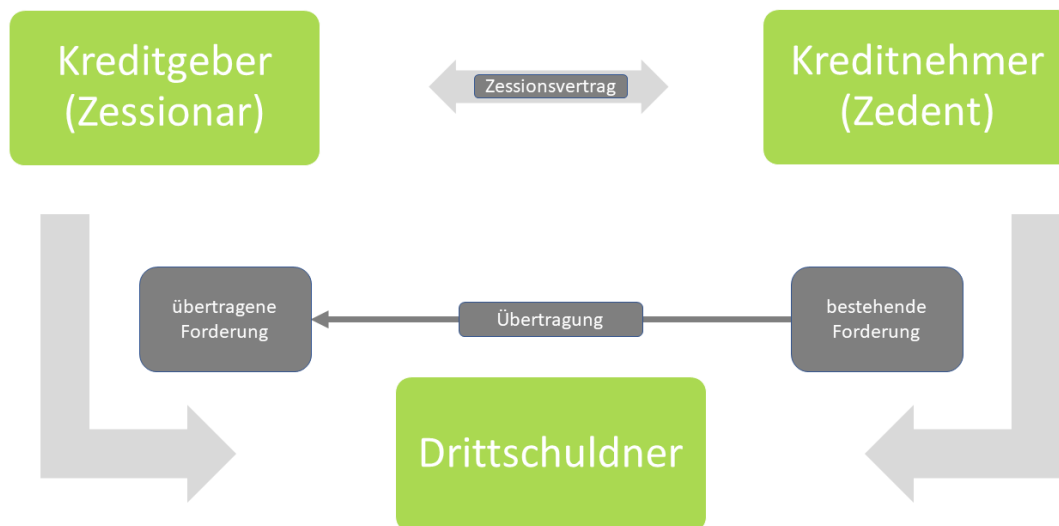 Kreditgeber
(Zessionar)
Zessionsvertrag
Kreditnehmer
(Zedent)
übertragene
Forderung
Übertragung
bestehende
Forderung
Drittschuldner